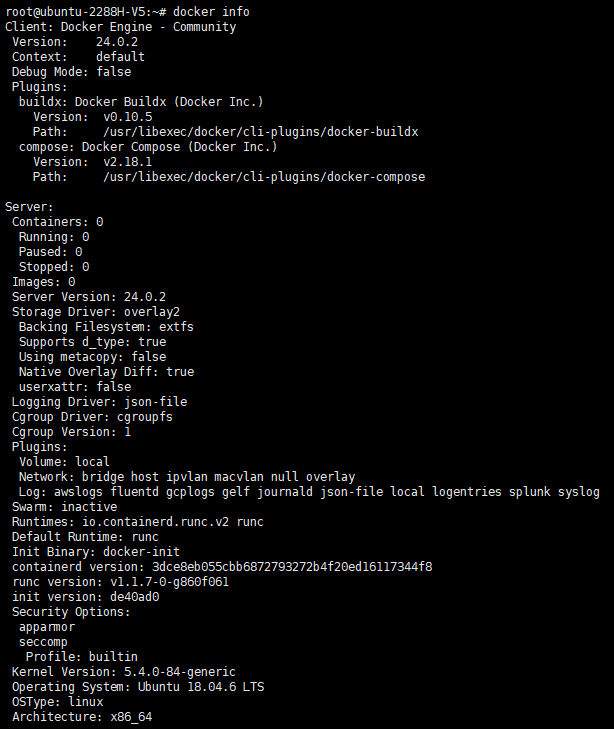 root@ubuntu-2288H-V5:~# docker info
Client: Docker Engine - Community
 Version:    24.0.2
 Context:    default
 Debug Mode: false
 Plugins:
  buildx: Docker Buildx (Docker Inc.)
    Version:  v0.10.5
    Path:     /usr/libexec/docker/cli-plugins/docker-buildx
  compose: Docker Compose (Docker Inc.)
    Version:  v2.18.1
    Path:     /usr/libexec/docker/cli-plugins/docker-compose

Server:
 Containers: 0
  Running: 0
  Paused: 0
  Stopped: 0
 Images: 0
 Server Version: 24.0.2
 Storage Driver: overlay2
  Backing Filesystem: extfs
  Supports d_type: true
  Using metacopy: false
  Native Overlay Diff: true
  userxattr: false
 Logging Driver: json-file
 Cgroup Driver: cgroupfs
 Cgroup Version: 1
 Plugins:
  Volume: local
  Network: bridge host ipvlan macvlan null overlay
  Log: awslogs fluentd gcplogs gelf journald json-file local logentries splunk syslog
 Swarm: inactive
 Runtimes: io.containerd.runc.v2 runc
 Default Runtime: runc
 Init Binary: docker-init
 containerd version: 3dce8eb055cbb6872793272b4f20ed16117344f8
 runc version: v1.1.7-0-g860f061
 init version: de40ad0
 Security Options:
  apparmor
  seccomp
   Profile: builtin
 Kernel Version: 5.4.0-84-generic
 Operating System: Ubuntu 18.04.6 LTS
 OSType: linux
 Architecture: x86_64